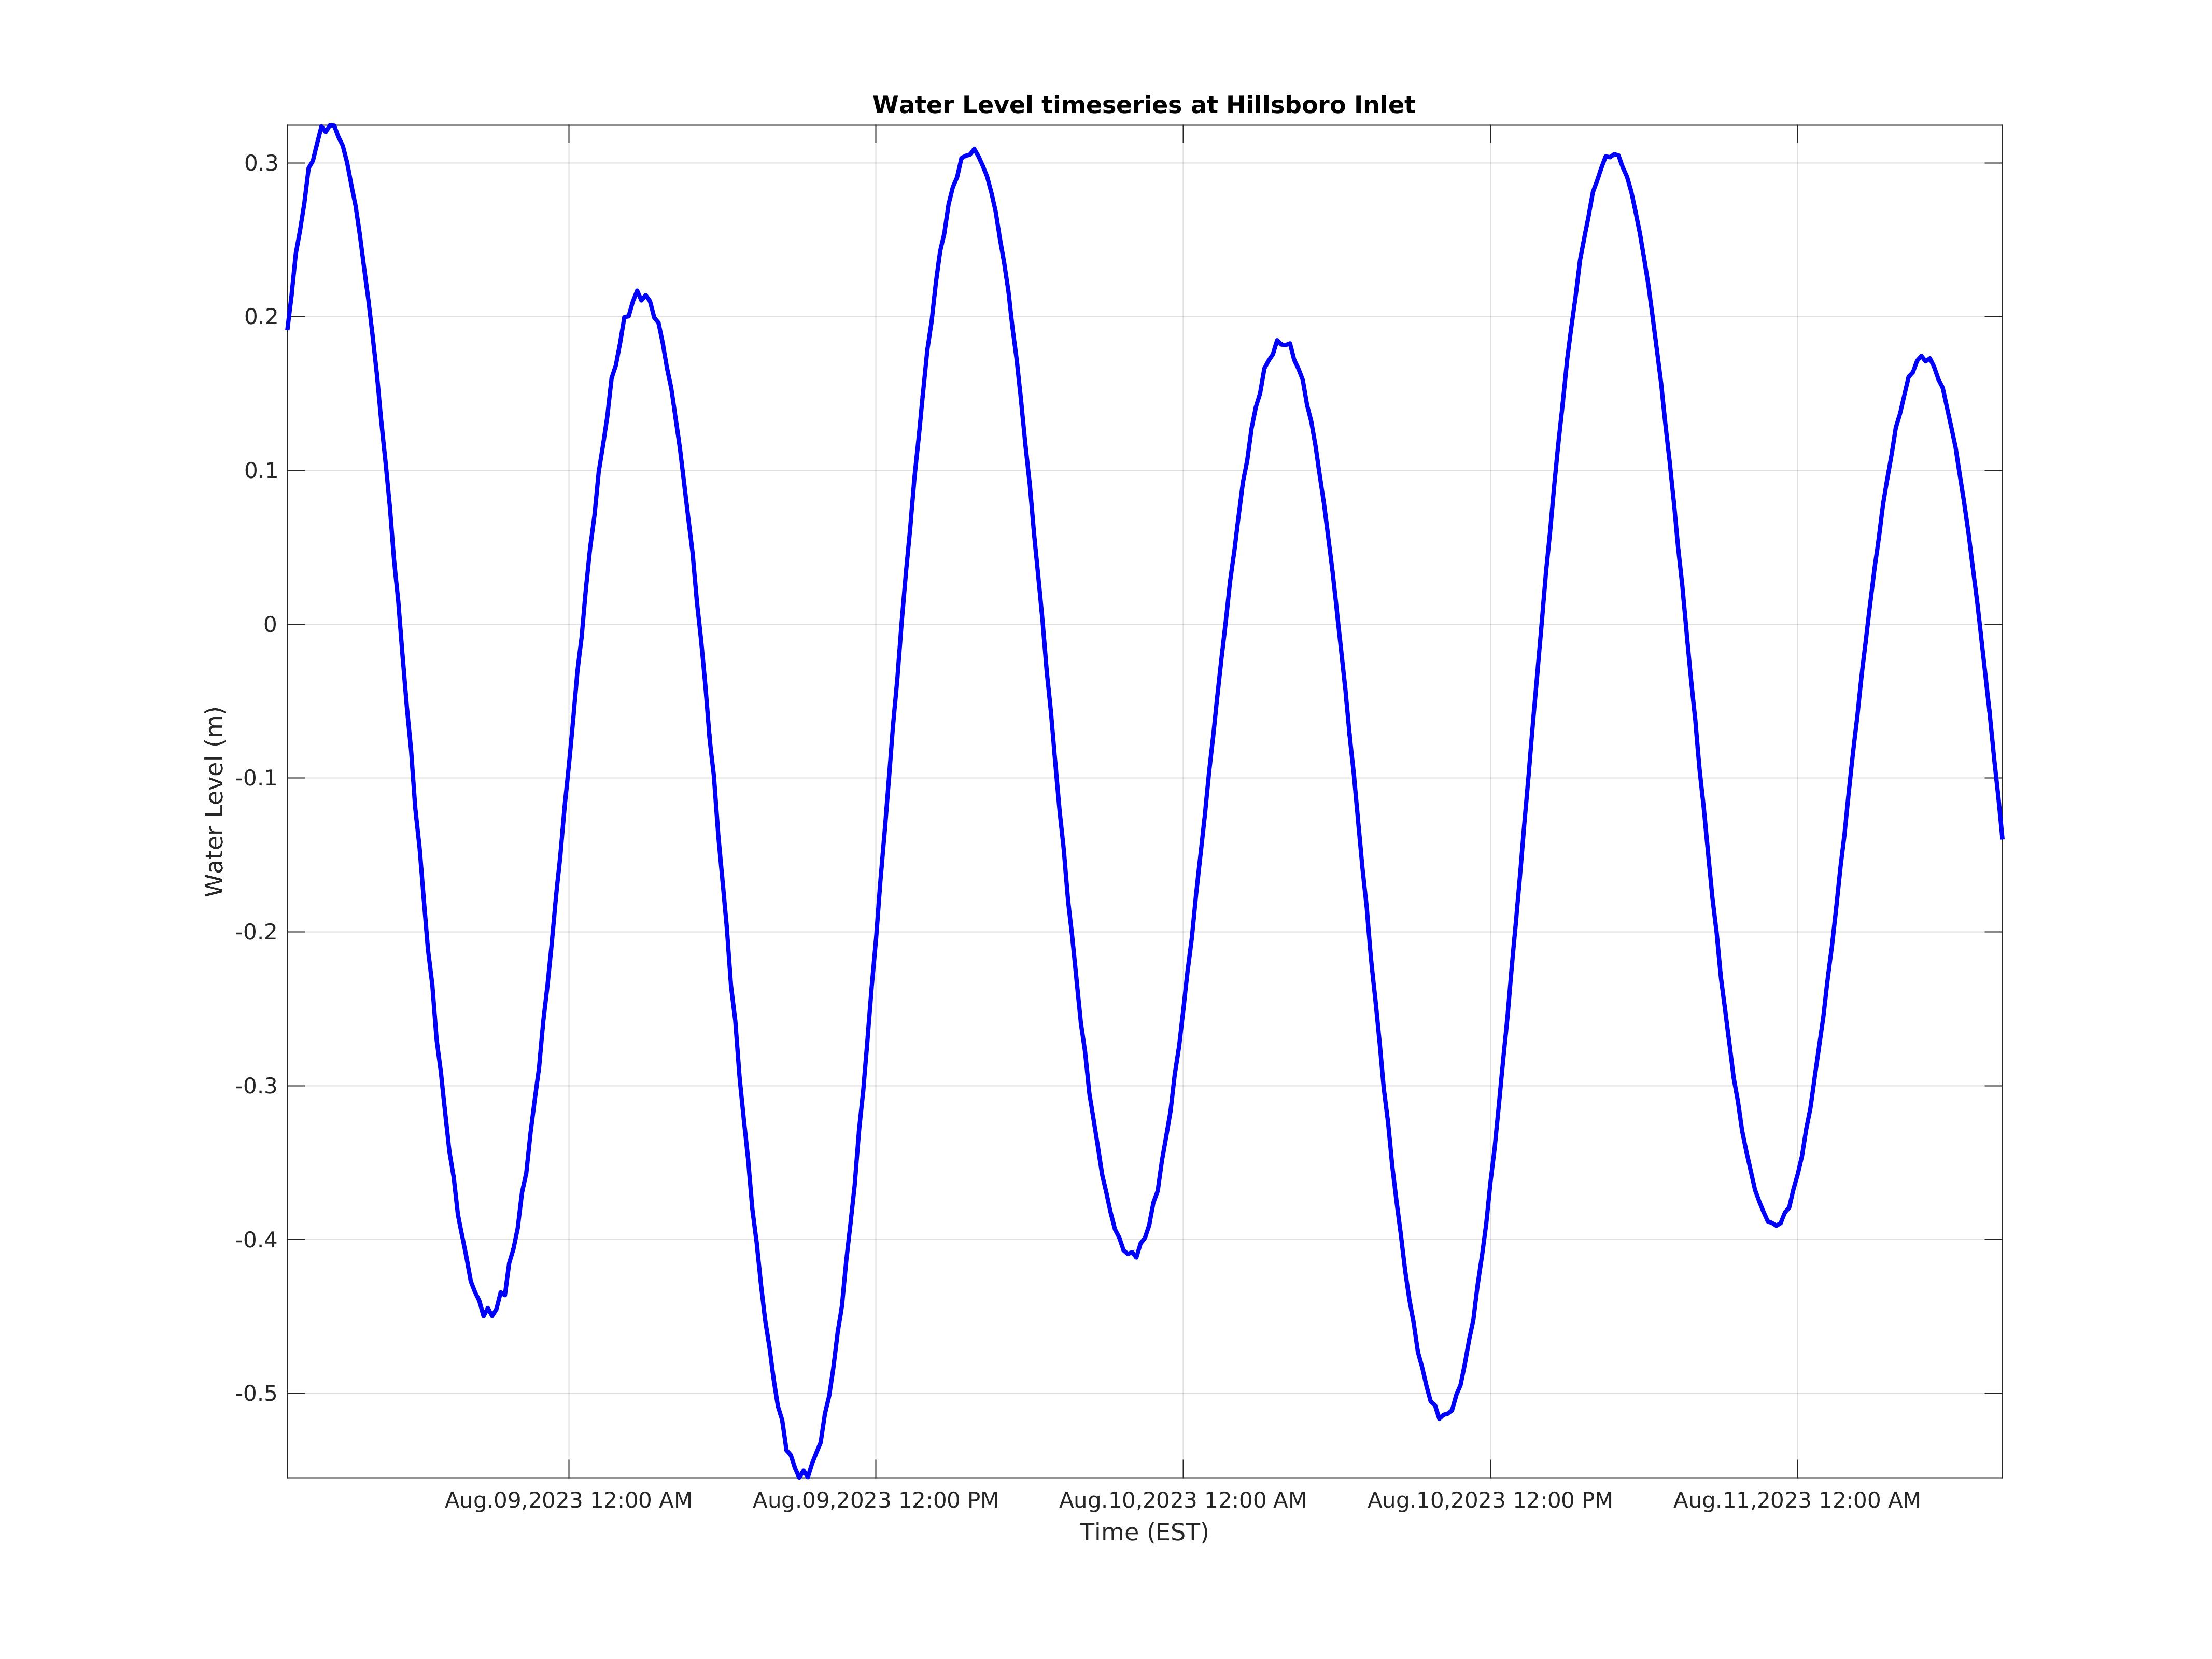 Water Level timeseries at Hillsboro Inlet
0.3
0.2
0.1
0
-0.1
-0.2
-0.3
-0.4
-0.5
Water Level (m)
Aug.09,2023 12:00 AM Aug.09,2023 12:00 PM Aug.10,2023 12:00 AM Aug.10,2023 12:00 PM Aug.11,2023 12:00 AM
Time (EST)